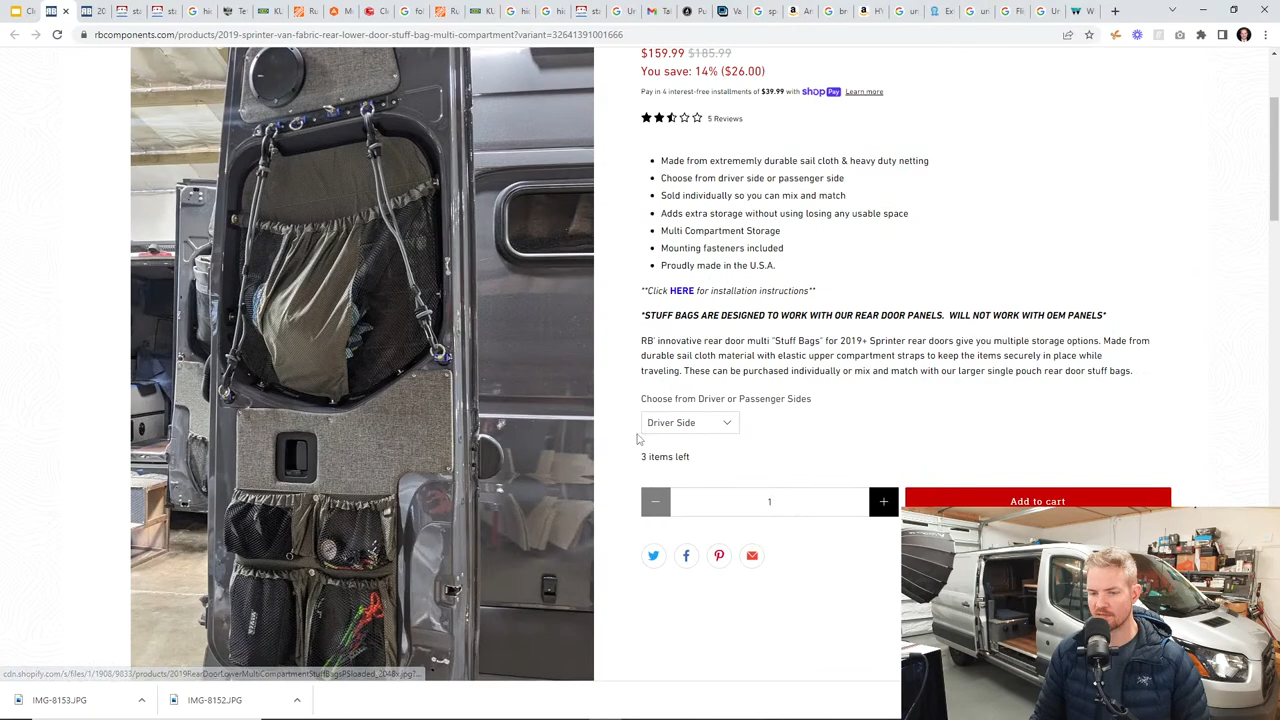 rbcomponents.com/products/2019-sprinter-van-fabric-rear-lower-door-stuff-bag-multi-compartment?variant=32641391001666
$159.99 $185.99
You save: 14% ($26.00)
Pay in 4 interest-free installments of $39.99 with shop Pay Learn more
5 Reviews
Made from extrememly durable sail cloth & heavy duty netting
Choose from driver side or passenger side
Sold individually so you can mix and match
Adds extra storage without using losing any usable space
Multi Compartment Storage
Mounting fasteners included
Proudly made in the U.S.A.
**Click HERE for installation instructions**
*STUFF BAGS ARE DESIGNED TO WORK WITH OUR REAR DOOR PANELS. WILL NOT WORK WITH OEM PANELS*
RB' innovative rear door multi "Stuff Bags" for 2019+ Sprinter rear doors give you multiple storage options. Made from
durable sail cloth material with elastic upper compartment straps to keep the items securely in place while
traveling. These can be purchased individually or mix and match with our larger single pouch rear door stuff bags.
Choose from Driver or Passenger Sides
Driver Side
3 items left
1
Add to cart
IMG-8153.JPG
IMG-8152.JPG